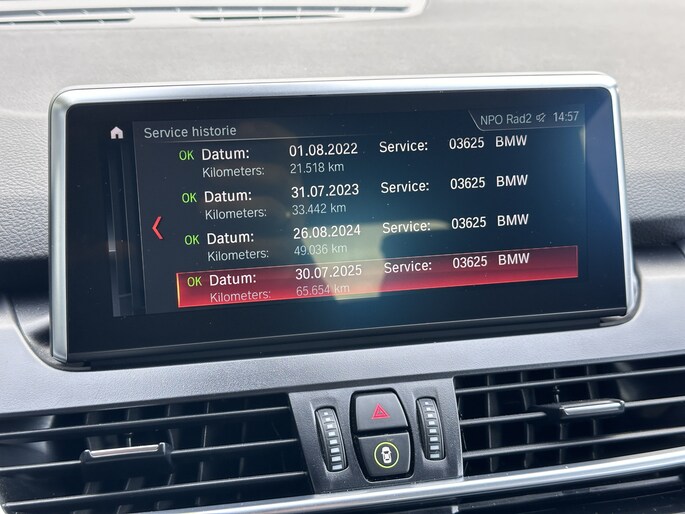 NPO Rad2 14:57
Service historie
OK Datum: 01.08.2022 Service: 03625 BMW
Kilometers: 21.518 km
OK Datum: 31.07.2023 Service: 03625 BMW
Kilometers: 33.442 km
OK Datum: 26.08.2024 Service: 03625 BMW
Kilometers: 49.036 km
OK Datum: 30.07.2025 Service: 03625 BMW
Kilometers: 65.654 km